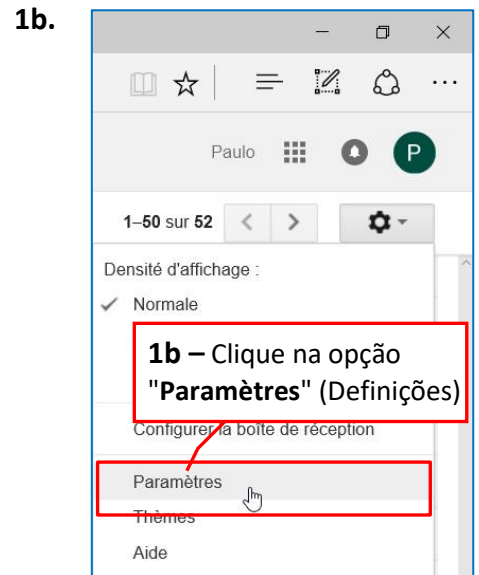 1b.
Paulo
P
1–50 sur 52
Densité d'affichage :
Normale
1b – Clique na opção
"Paramètres" (Definições)
Configurer la boîte de réception
Paramètres
Thèmes
Aide